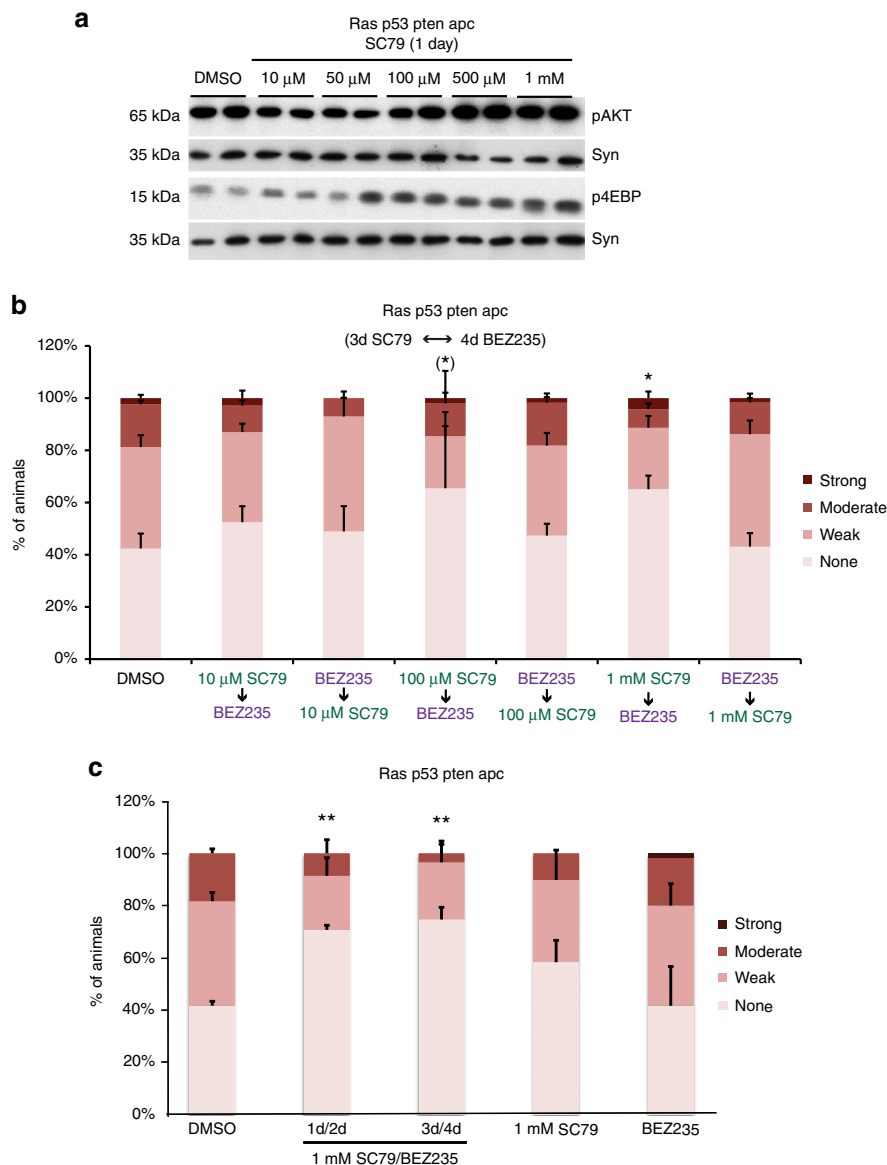 a
Ras p53 pten apc
SC79 (1 day)
DMSO 10 μM 50 μM 100 μM 500 μM 1 mM
65 kDa pAKT
35 kDa Syn
15 kDa p4EBP
35 kDa Syn
b
Ras p53 pten apc
(3d SC79 ⟷ 4d BEZ235)
(*)
*
120%
100%
80%
60%
40%
20%
0%
% of animals
Strong
Moderate
Weak
None
DMSO 10 μM SC79 BEZ235 100 μM SC79 BEZ235 1 mM SC79 BEZ235
↓ ↓ ↓ ↓ ↓ ↓
BEZ235 10 μM SC79 BEZ235 100 μM SC79 BEZ235 1 mM SC79
c
Ras p53 pten apc
** **
120%
100%
80%
60%
40%
20%
0%
% of animals
Strong
Moderate
Weak
None
DMSO 1d/2d 3d/4d 1 mM SC79 BEZ235
1 mM SC79/BEZ235